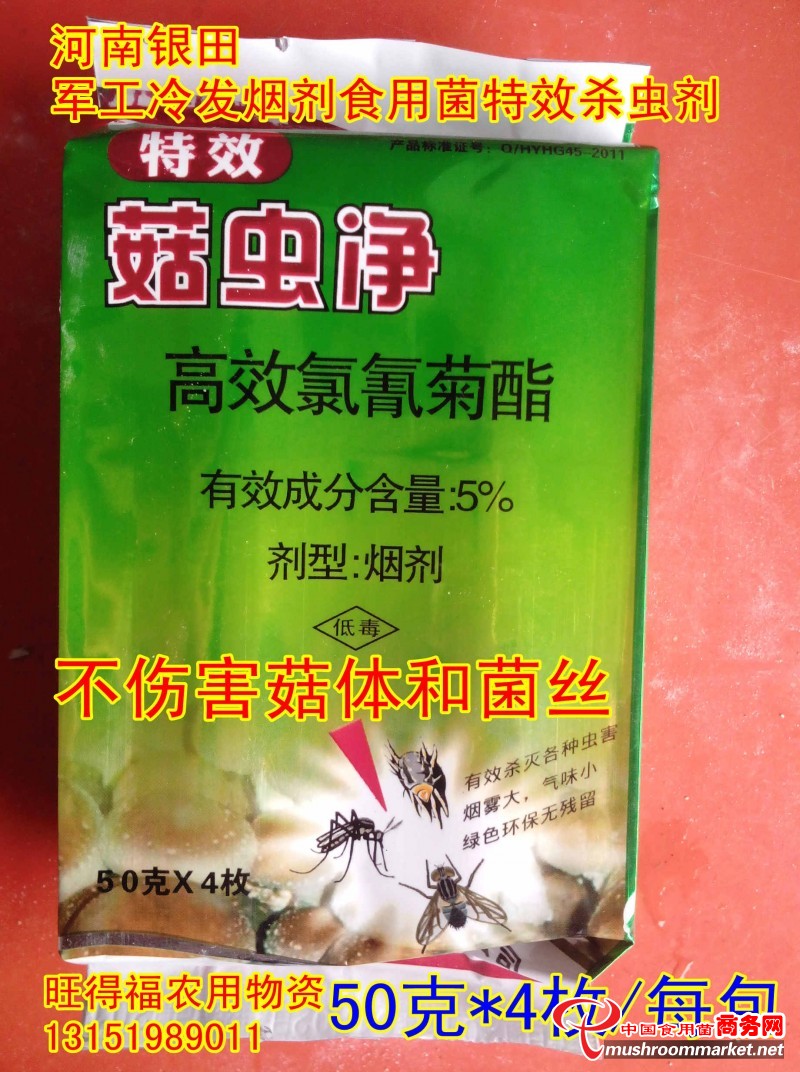 河南银田
军工冷发烟剂食用菌特效杀虫剂
产品标准证号：Q/HYHG45-2011
特效
菇虫净
高效氯氰菊酯
有效成分含量:5%
剂型:烟剂
低毒
不伤害菇体和菌丝
有效杀灭各种虫害
烟雾大，气味小
绿色环保无残留
50克X4枚
旺得福农用物资
13151989011
50克*4枚/每包
中国食用菌商务网
mushroommarket.net